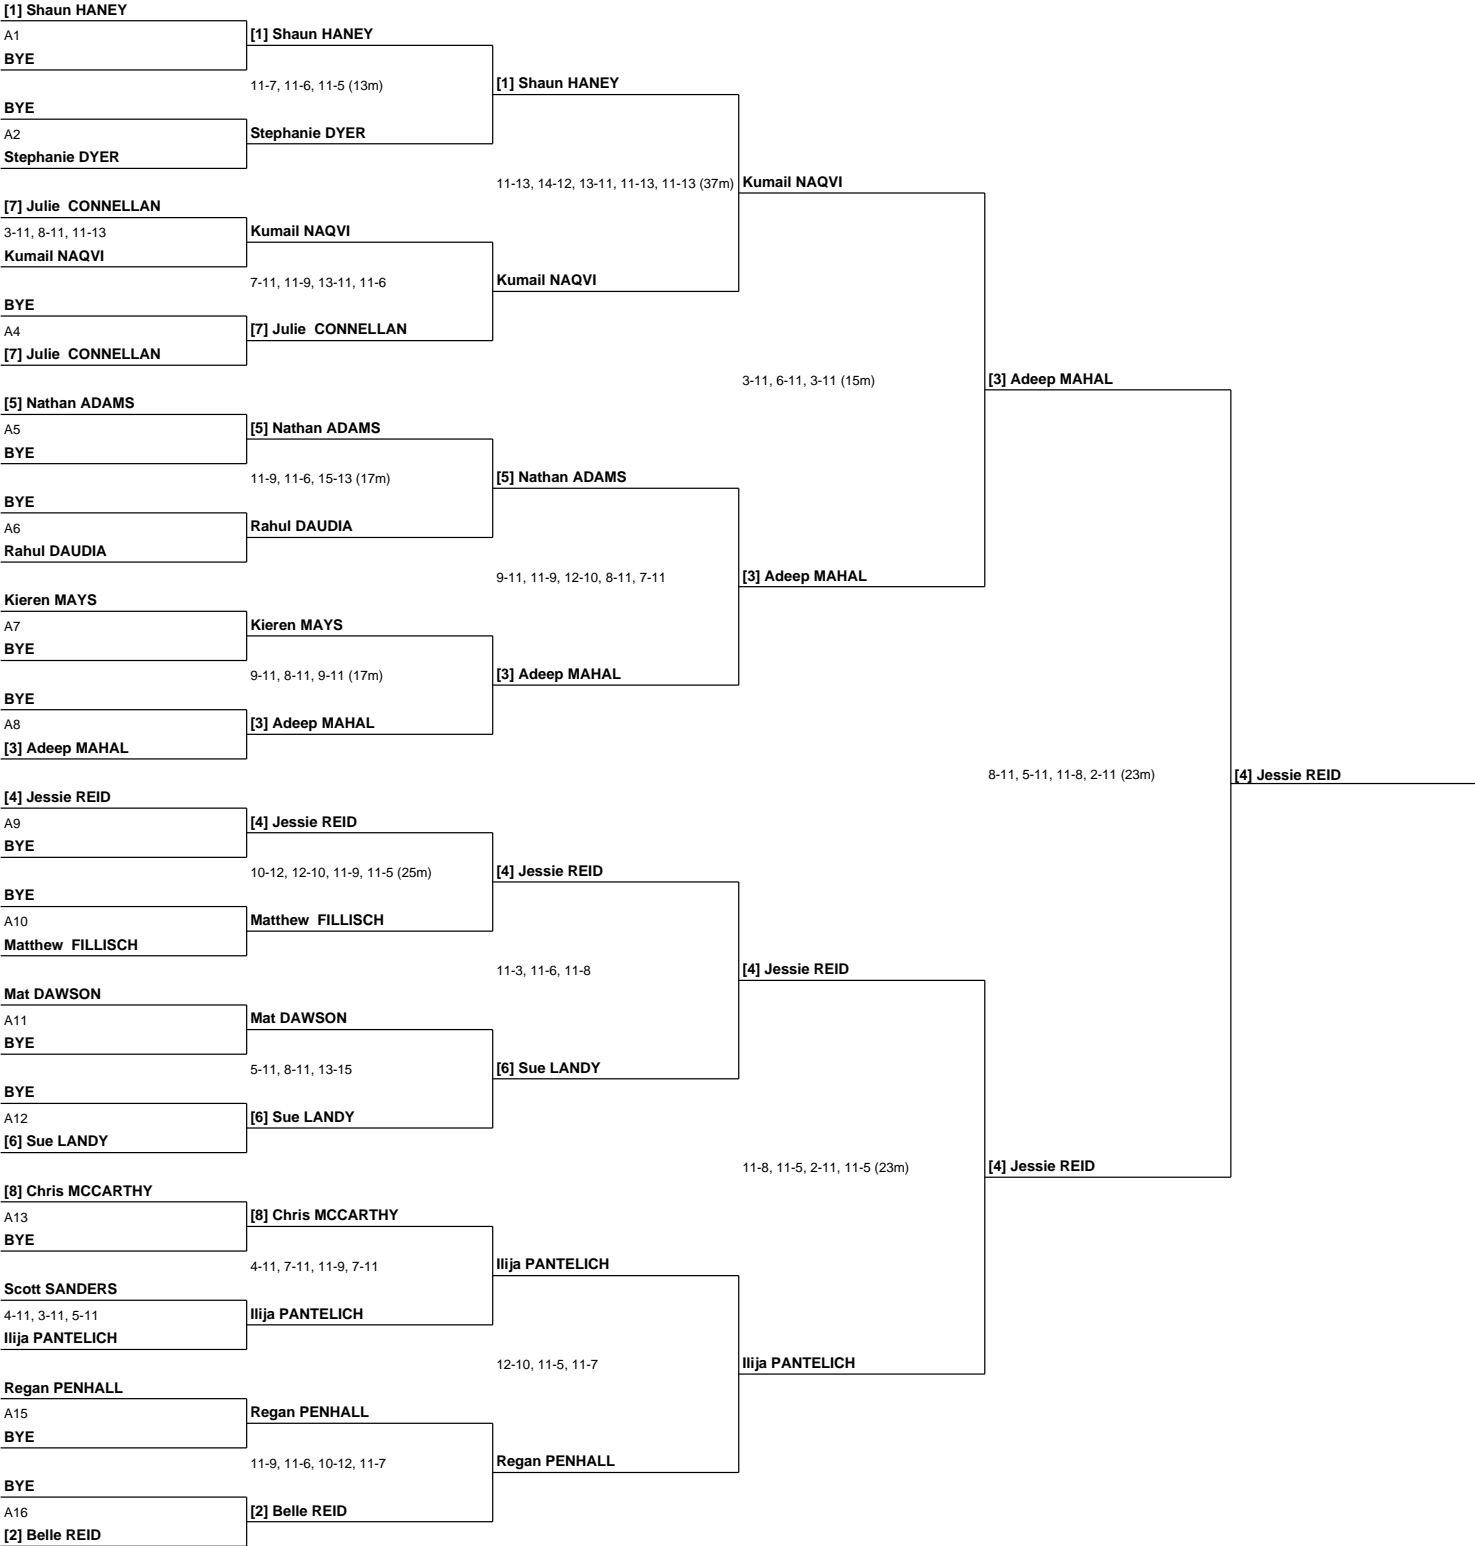 [1] Shaun HANEY
A1
BYE
BYE
A2
Stephanie DYER
[7] Julie  CONNELLAN
3-11, 8-11, 11-13
Kumail NAQVI
BYE
A4
[7] Julie  CONNELLAN
[5] Nathan ADAMS
A5
BYE
BYE
A6
Rahul DAUDIA
Kieren MAYS
A7
BYE
BYE
A8
[3] Adeep MAHAL
[4] Jessie REID
A9
BYE
BYE
A10
Matthew  FILLISCH
Mat DAWSON
A11
BYE
BYE
A12
[6] Sue LANDY
[8] Chris MCCARTHY
A13
BYE
Scott SANDERS
4-11, 3-11, 5-11
Ilija PANTELICH
Regan PENHALL
A15
BYE
BYE
A16
[2] Belle REID
[1] Shaun HANEY
11-7, 11-6, 11-5 (13m)
Stephanie DYER
Kumail NAQVI
7-11, 11-9, 13-11, 11-6
[7] Julie  CONNELLAN
[5] Nathan ADAMS
11-9, 11-6, 15-13 (17m)
Rahul DAUDIA
Kieren MAYS
9-11, 8-11, 9-11 (17m)
[3] Adeep MAHAL
[4] Jessie REID
10-12, 12-10, 11-9, 11-5 (25m)
Matthew  FILLISCH
Mat DAWSON
5-11, 8-11, 13-15
[6] Sue LANDY
[8] Chris MCCARTHY
4-11, 7-11, 11-9, 7-11
Ilija PANTELICH
Regan PENHALL
11-9, 11-6, 10-12, 11-7
[2] Belle REID
[1] Shaun HANEY
11-13, 14-12, 13-11, 11-13, 11-13 (37m)
Kumail NAQVI
[5] Nathan ADAMS
9-11, 11-9, 12-10, 8-11, 7-11
[3] Adeep MAHAL
[4] Jessie REID
11-3, 11-6, 11-8
[6] Sue LANDY
Ilija PANTELICH
12-10, 11-5, 11-7
Regan PENHALL
Kumail NAQVI
3-11, 6-11, 3-11 (15m)
[3] Adeep MAHAL
[4] Jessie REID
11-8, 11-5, 2-11, 11-5 (23m)
Ilija PANTELICH
[3] Adeep MAHAL
8-11, 5-11, 11-8, 2-11 (23m)
[4] Jessie REID
[4] Jessie REID